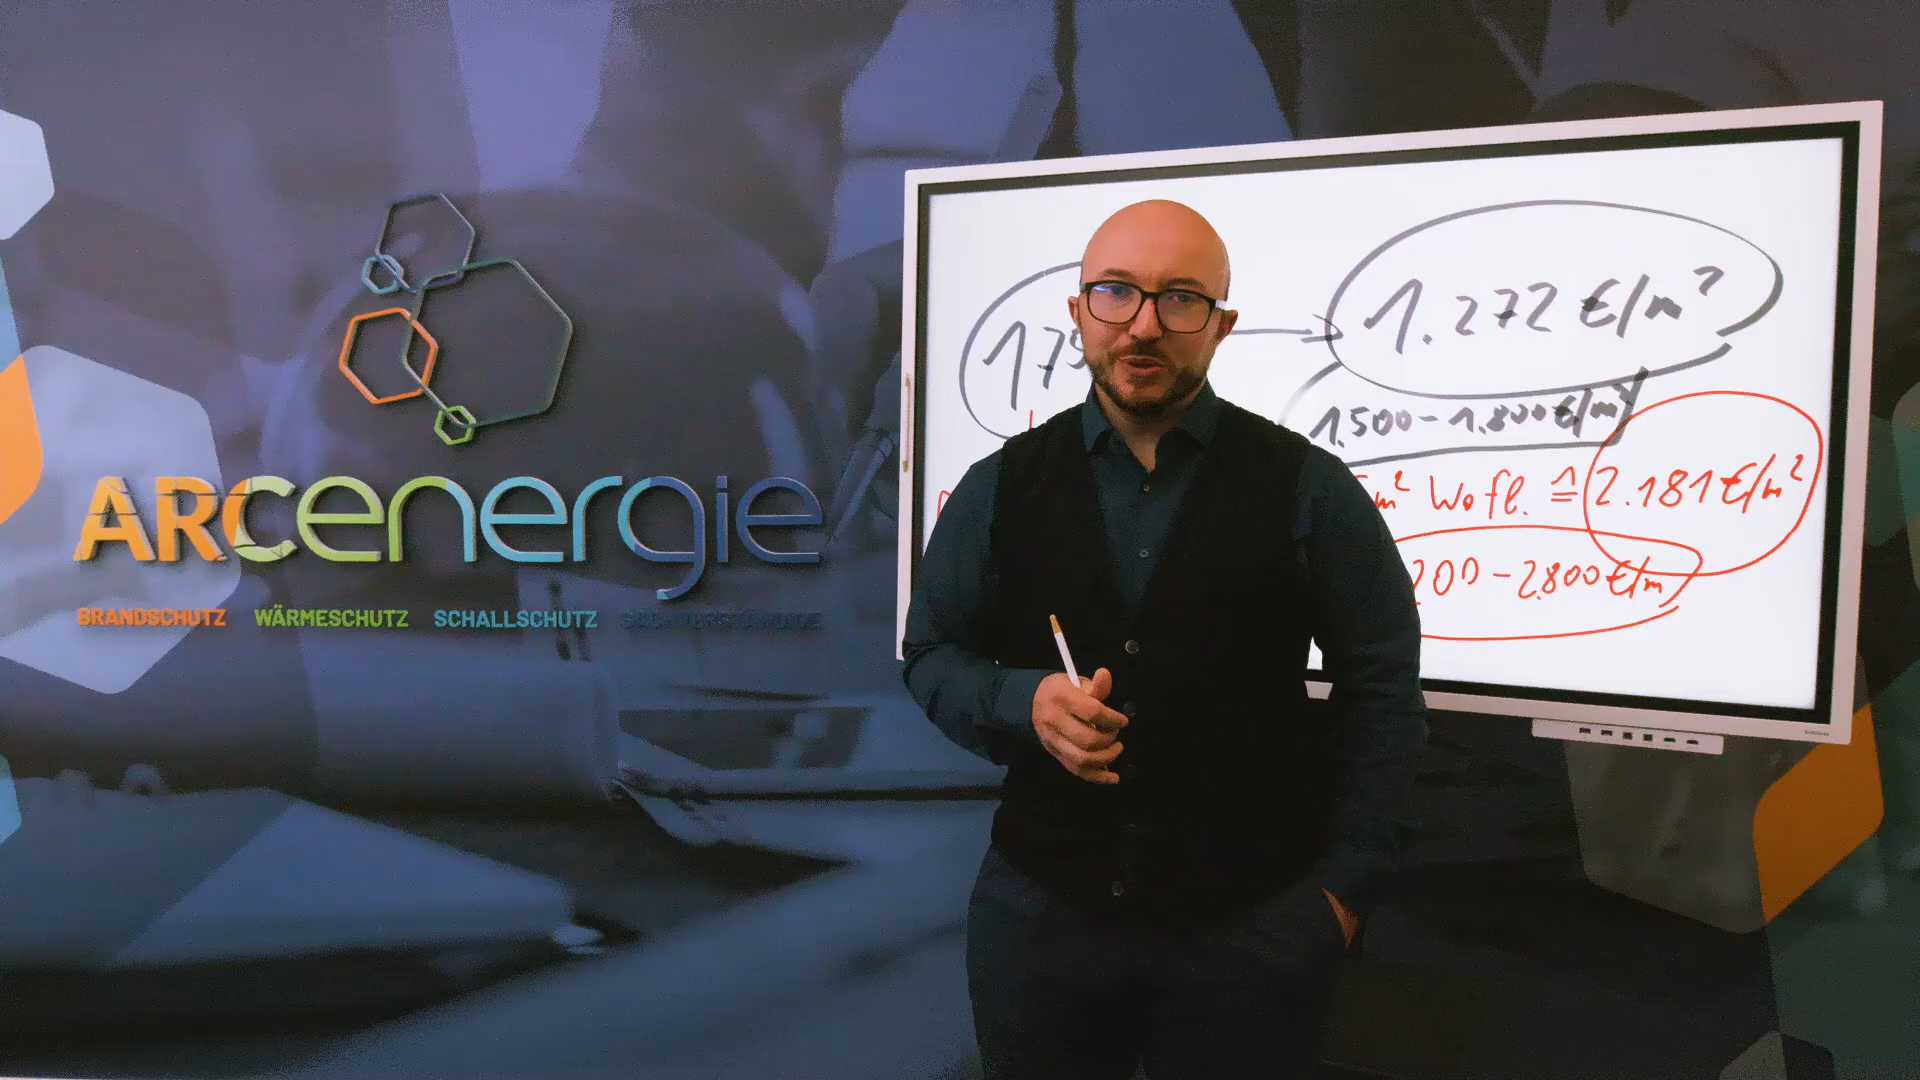 ARCenergie
BRANDSCHUTZ WÄRMESCHUTZ SCHALLSCHUTZ
1.272 €/m²
1.500 - 1.800 €/m²
m² Wofl. ≙ 2.181 €/m²
200 - 2.800 €/m